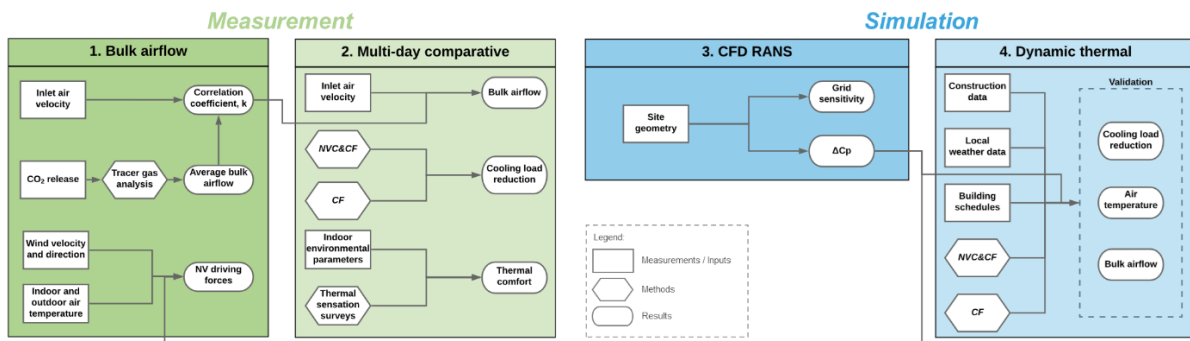 Measurement
Simulation
1. Bulk airflow
Inlet air
velocity
Correlation
coefficient, k
CO₂ release
Tracer gas
analysis
Average bulk
airflow
Wind velocity
and direction
Indoor and
outdoor air
temperature
NV driving
forces
2. Multi-day comparative
Inlet air
velocity
Bulk airflow
NVC&CF
CF
Cooling load
reduction
Indoor
environmental
parameters
Thermal
sensation
surveys
Thermal
comfort
3. CFD RANS
Site
geometry
Grid
sensitivity
ΔCp
Legend:
Measurements / Inputs
Methods
Results
4. Dynamic thermal
Construction
data
Local
weather data
Building
schedules
NVC&CF
CF
Validation
Cooling load
reduction
Air
temperature
Bulk airflow